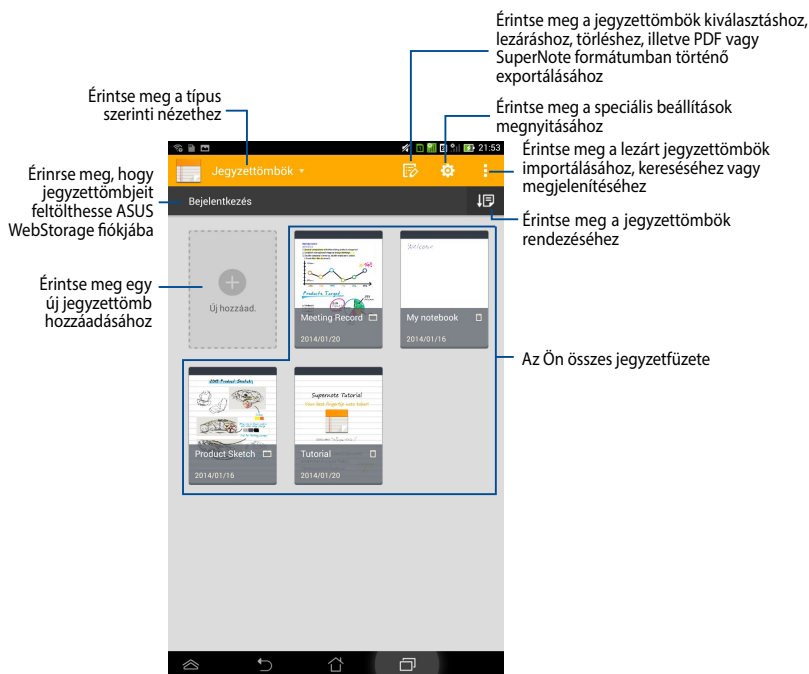 Érintse meg a jegyzettömbök kiválasztáshoz,
lezáráshoz, törléshez, illetve PDF vagy
SuperNote formátumban történő
exportálásához
Érintse meg a típus
szerinti nézethez
Érintse meg a speciális beállítások
megnyitásához
Érintse meg a lezárt jegyzettömbök
importálásához, kereséséhez vagy
megjelenítéséhez
21:53
Jegyzettömbök
Érinrse meg, hogy
jegyzettömbjeit
feltölthesse ASUS
WebStorage fiókjába
Bejelentkezés
Érintse meg a jegyzettömbök
rendezéséhez
Érintse meg egy
új jegyzettömb
hozzáadásához
Új hozzáad.
Products Target
Meeting Record
2014/01/20
Welcome
My notebook
2014/01/16
Az Ön összes jegyzetfüzete
Product Sketch
2014/01/16
Supernote Tutorial
Tutorial
2014/01/20